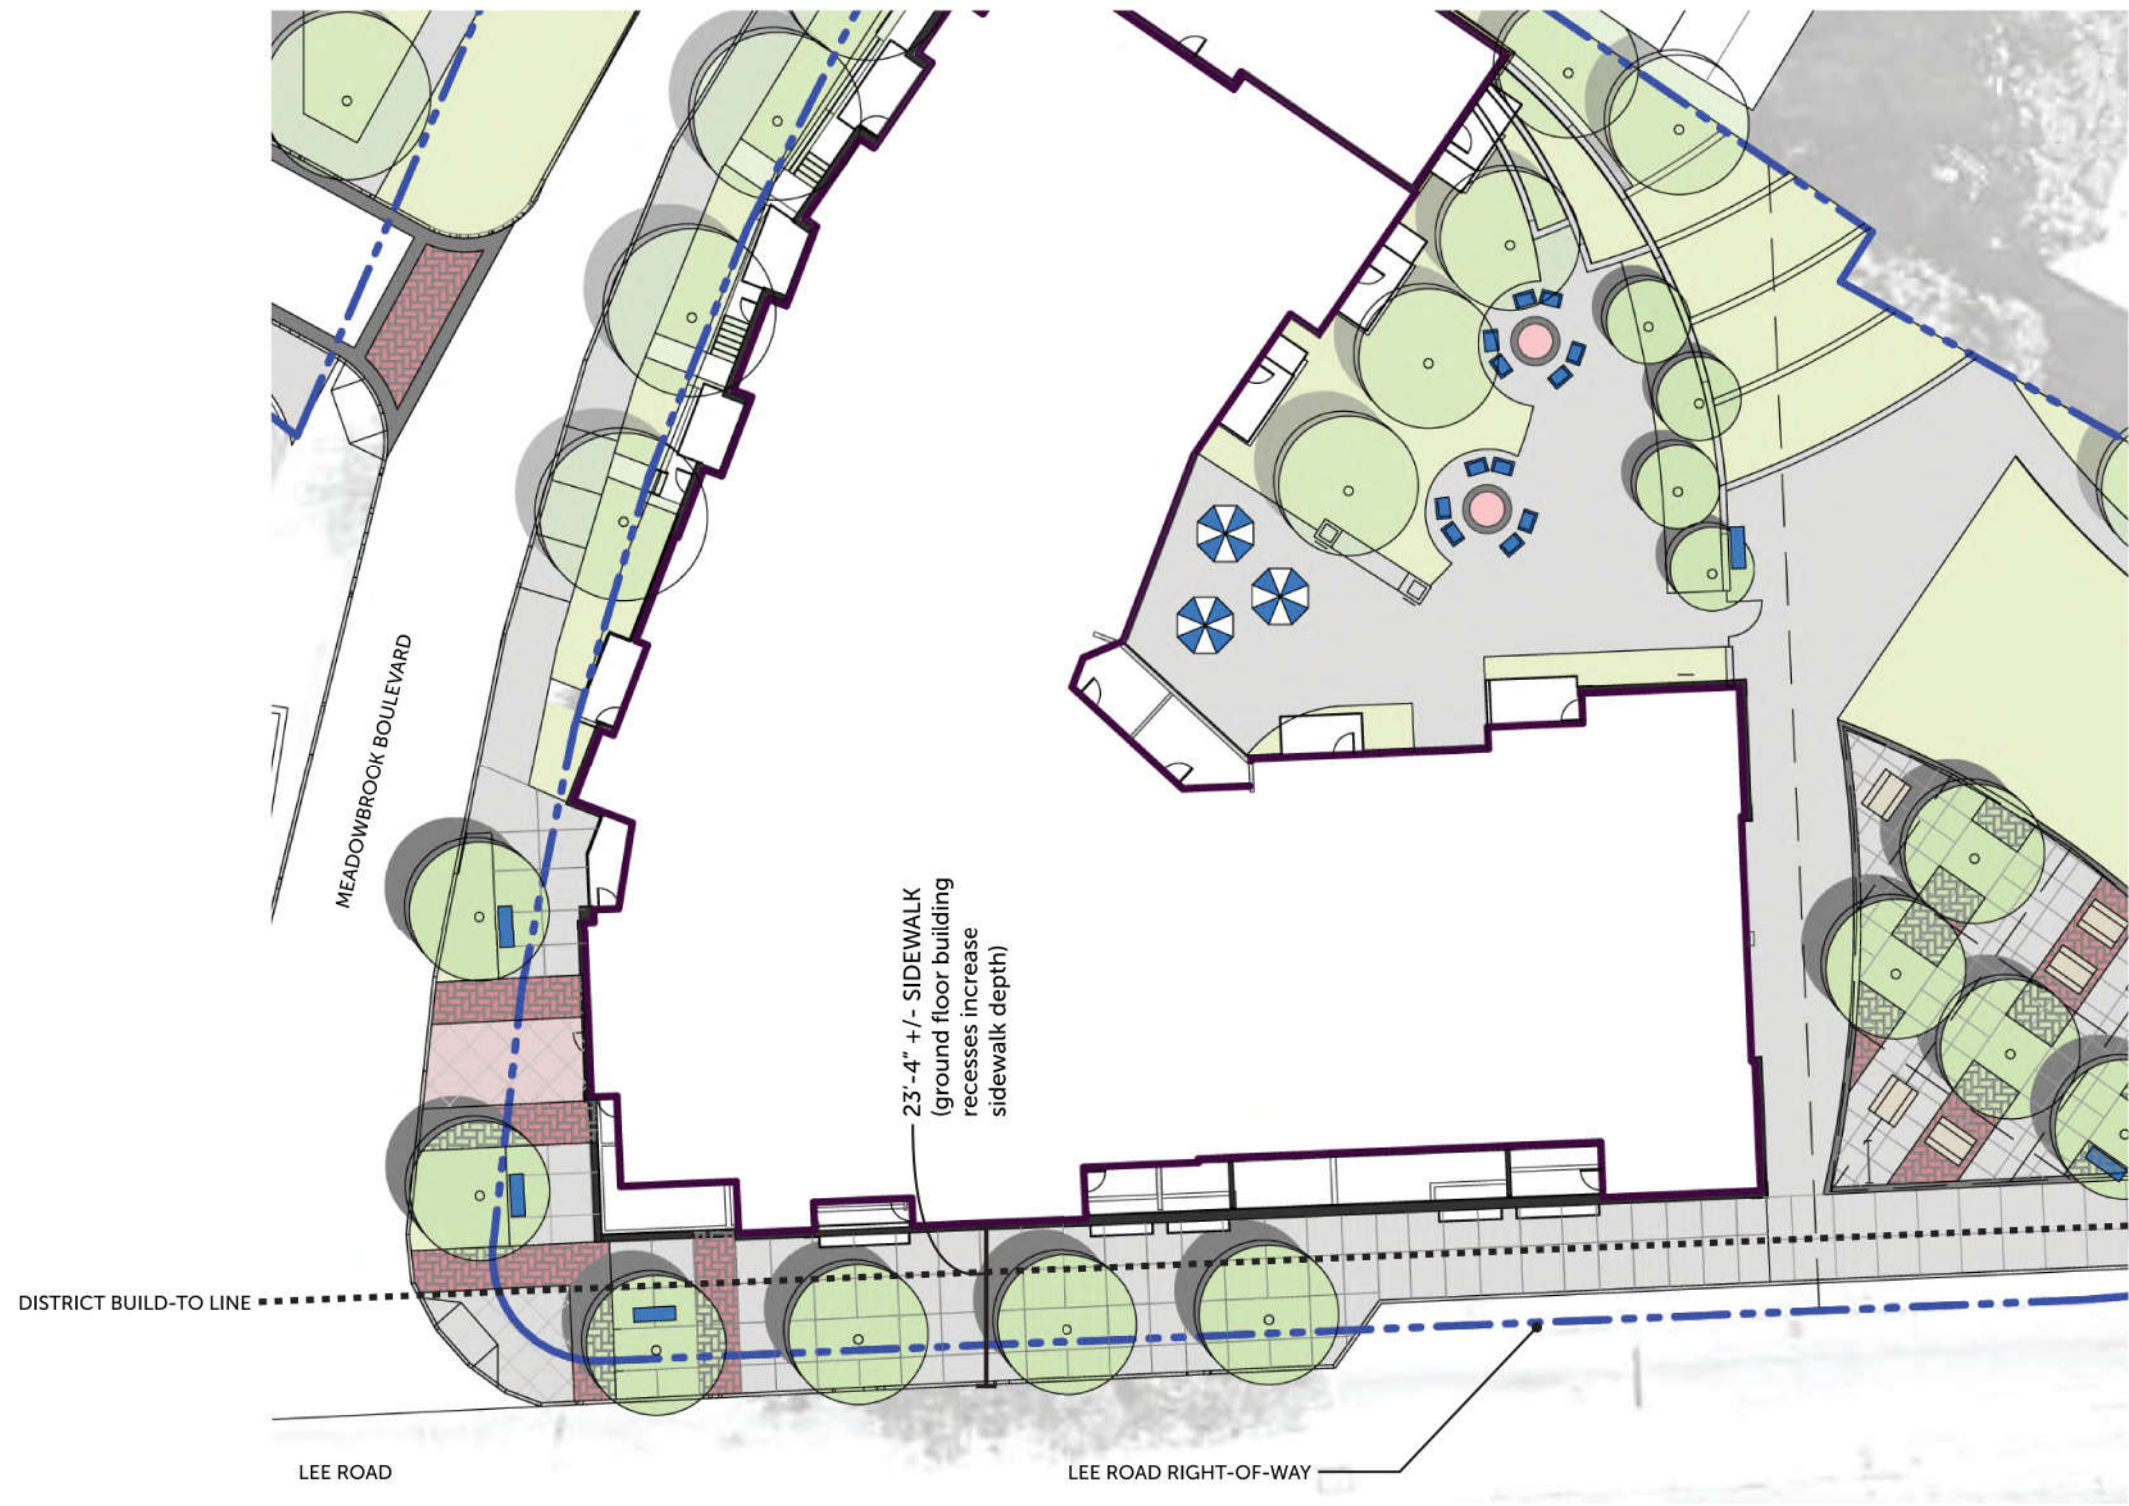 MEADOWBROOK BOULEVARD
23'-4" +/- SIDEWALK
(ground floor building
recesses increase
sidewalk depth)
DISTRICT BUILD-TO LINE
LEE ROAD
LEE ROAD RIGHT-OF-WAY